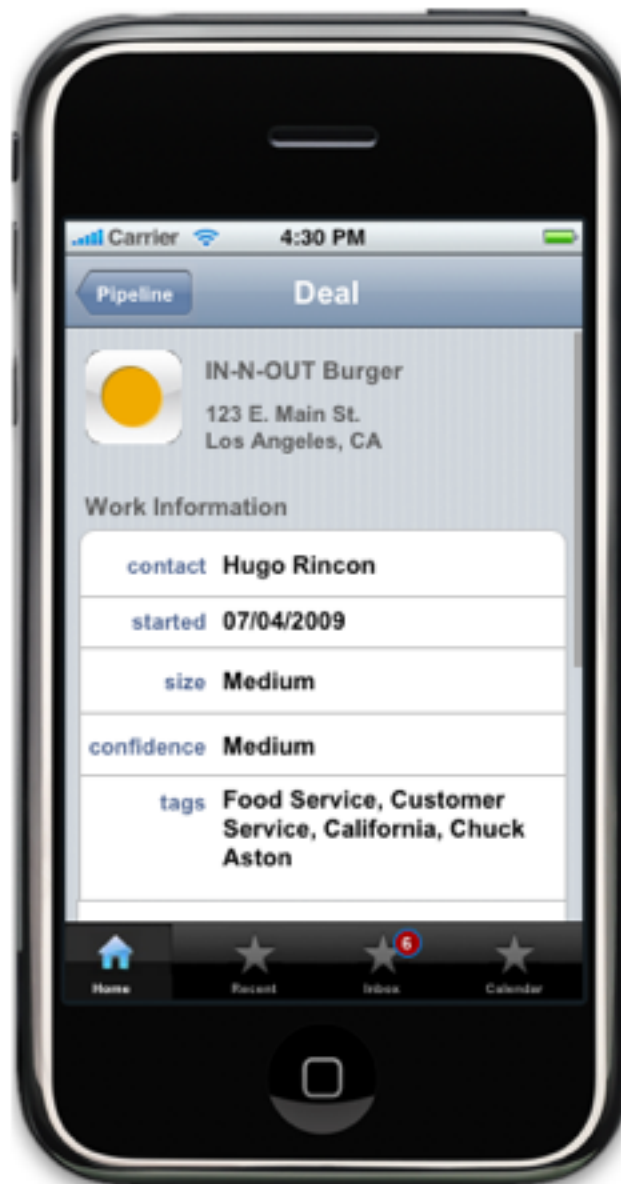 Carrier 4:30 PM
Pipeline Deal
IN-N-OUT Burger
123 E. Main St.
Los Angeles, CA
Work Information
contact Hugo Rincon
started 07/04/2009
size Medium
confidence Medium
tags Food Service, Customer
Service, California, Chuck
Aston
6
Home Recent Inbox Calendar